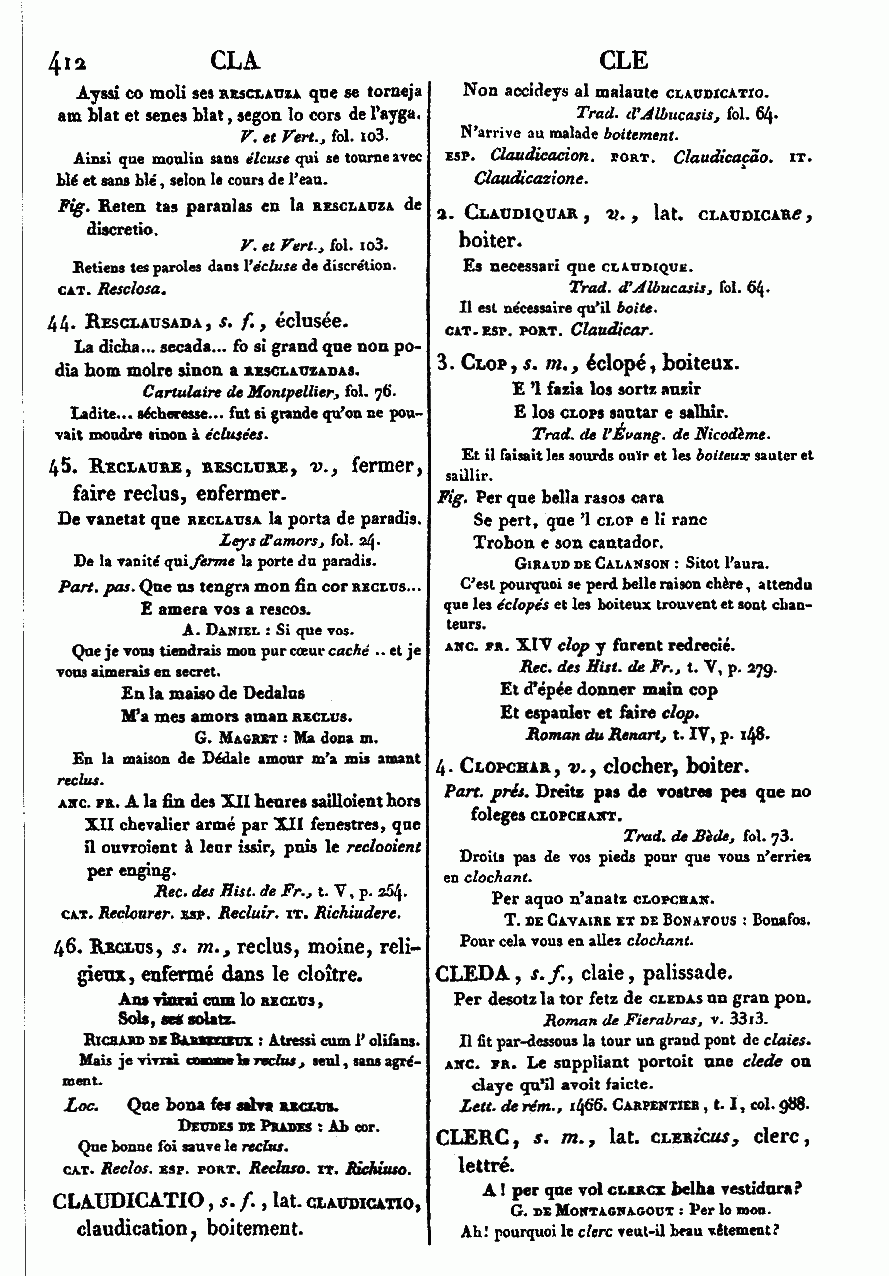 412 CLA CLE
Ayssi co moli ses RESCLAUZA que se torneja
am blat et senes blat, segon lo cors de l'ayga.
V. et Vert., fol. 103.
Ainsi que moulin sans élcuse qui se tourne avec
blé et sans blé, selon le cours de l'eau.
Fig. Reten tas paraulas en la RESCLAUZA de
discretio.
V. et Vert., fol. 103.
Retiens tes paroles dans l'écluse de discrétion.
CAT. Resclosa.
44. RESCLAUSADA, s. f., éclusée.
La dicha... secada... fo si grand que non po-
dia hom molre sinon a RESCLAUZADAS.
Cartulaire de Montpellier, fol. 76.
Ladite... sécheresse... fut si grande qu'on ne pou-
vait moudre sinon à éclusées.
45. RECLAURE, RESCLURE, v., fermer,
faire reclus, enfermer.
De vanetat que RECLAUSA la porta de paradis.
Leys d'amors, fol. 24.
De la vanité qui ferme la porte du paradis.
Part. pas. Que us tengra mon fin cor RECLUS...
E amera vos a rescos.
A. DANIEL : Si que vos.
Que je vous tiendrais mon pur cœur caché .. et je
vous aimerais en secret.
En la maiso de Dedalus
M'a mes amors aman RECLUS.
G. MAGRET : Ma dona m.
En la maison de Dédale amour m'a mis amant
reclus.
ANC. FR. A la fin des XII heures sailloient hors
XII chevalier armé par XII fenestres, que
il ouvroient à leur issir, puis le reclooient
per enging.
Rec. des Hist. de Fr., t. V, p. 254.
CAT. Reclourer. ESP. Recluir. IT. Richiudere.
46. RECLUS, s. m., reclus, moine, reli-
gieux, enfermé dans le cloître.
Ans viurai cum lo RECLUS,
Sols, ses solatz.
RICHARD DE BARBEZIEUX : Atressi cum l' olifans.
Mais je vivrai comme le reclus, seul, sans agré-
ment.
Loc. Que bona fes salva RECLUS.
DEUDES DE PRADES : Ab cor.
Que bonne foi sauve le reclus.
CAT. Reclos. ESP. PORT. Recluso. IT. Richiuso.
CLAUDICATIO, s. f., lat. CLAUDICATIO,
claudication, boitement.
Non accideys al malaute CLAUDICATIO.
Trad. d'Albucasis, fol. 64.
N'arrive au malade boitement.
ESP. Claudicacion. PORT. Claudicação. IT.
Claudicazione.
2. CLAUDIQUAR, v., lat. CLAUDICARe,
boiter.
Es necessari que CLAUDIQUE.
Trad. d'Albucasis, fol. 64.
Il est nécessaire qu'il boite.
CAT. ESP. PORT. Claudicar.
3. CLOP, s. m., éclopé, boiteux.
E 'l fazia los sortz auzir
E los CLOPS sautar e salhir.
Trad. de l'Évang. de Nicodème.
Et il faisait les sourds ouïr et les boiteux sauter et
saillir.
Fig. Per que bella rasos cara
Se pert, que 'l CLOP e li ranc
Trobon e son cantador.
GIRAUD DE CALANSON : Sitot l'aura.
C'est pourquoi se perd belle raison chère, attendu
que les éclopés et les boiteux trouvent et sont chan-
teurs.
ANC. FR. XIV clop y furent redrecié.
Rec. des Hist. de Fr., t. V, p. 279.
Et d'épée donner main cop
Et espauler et faire clop.
Roman du Renart, t. IV, p. 148.
4. CLOPCHAR, v., clocher, boiter.
Part. prés. Dreitz pas de vostres pes que no
foleges CLOPCHANT.
Trad. de Bède, fol. 73.
Droits pas de vos pieds pour que vous n'erriez
en clochant.
Per aquo n'anatz CLOPCHAN.
T. DE CAVAIRE ET DE BONAFOUS : Bonafos.
Pour cela vous en allez clochant.
CLEDA, s. f., claie, palissade.
Per desotz la tor fetz de CLEDAS un gran pon.
Roman de Fierabras, v. 3313.
Il fit par-dessous la tour un grand pont de claies.
ANC. FR. Le suppliant portoit une clede ou
claye qu'il avoit faicte.
Lett. de rém., 1466. CARPENTIER, t. I, col. 988.
CLERC, s. m., lat. CLERicus, clerc,
lettré.
A ! per que vol CLERCX belha vestidura?
G. DE MONTAGNAGOUT : Per lo mon.
Ah! pourquoi le clerc veut-il beau vêtement?